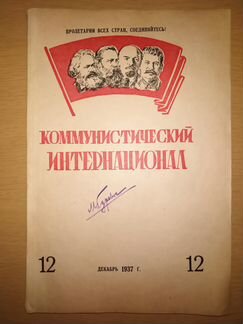 ПРОЛЕТАРИИ ВСЕХ СТРАН, СОЕДИНЯЙТЕСЬ!
КОММУНИСТИЧЕСКИЙ
ИНТЕРНАЦИОНАЛ
12 ДЕКАБРЬ 1937 Г. 12